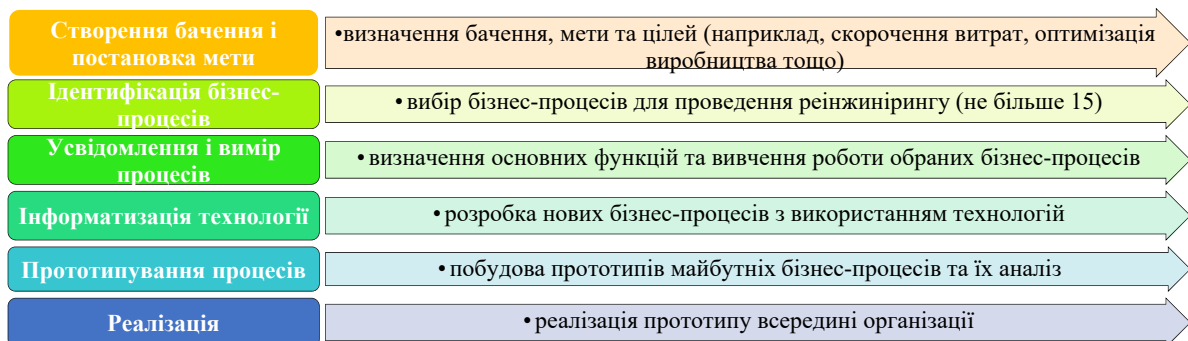 Створення бачення і
постановка мети
•визначення бачення, мети та цілей (наприклад, скорочення витрат, оптимізація
виробництва тощо)
Ідентифікація бізнес-
процесів
•вибір бізнес-процесів для проведення реінжинірингу (не більше 15)
Усвідомлення і вимір
процесів
•визначення основних функцій та вивчення роботи обраних бізнес-процесів
Інформатизація технології
•розробка нових бізнес-процесів з використанням технологій
Прототипування процесів
•побудова прототипів майбутніх бізнес-процесів та їх аналіз
Реалізація
•реалізація прототипу всередині організації